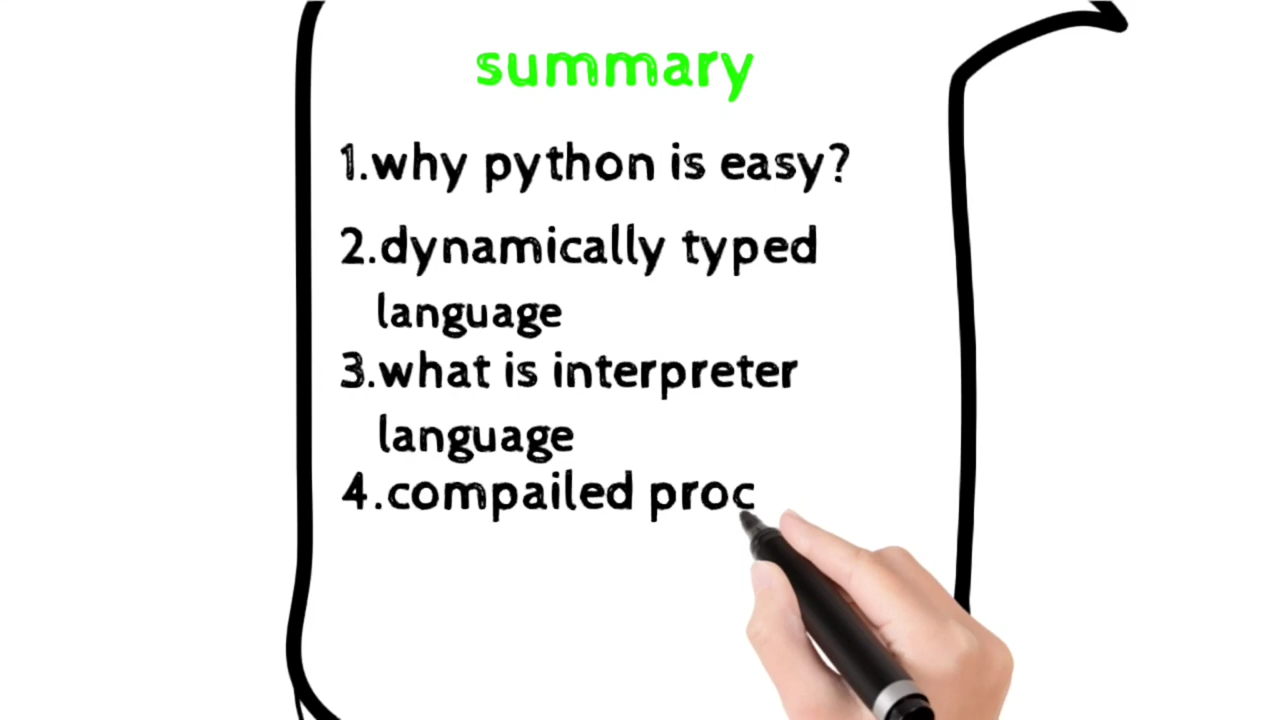 summary
1.why python is easy?
2.dynamically typed
language
3.what is interpreter
language
4.compailed proc